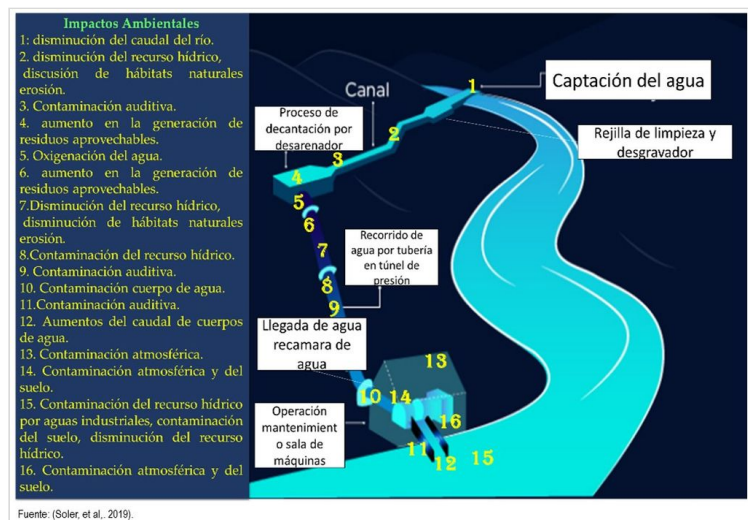 Impactos Ambientales
1: disminución del caudal del río.
2. disminución del recurso hídrico,
discusión de hábitats naturales
erosión.
3. Contaminación auditiva.
4. aumento en la generación de
residuos aprovechables.
5. Oxigenación del agua.
6. aumento en la generación de
residuos aprovechables.
7.Disminución del recurso hídrico,
disminución de hábitats naturales
erosión.
8.Contaminación del recurso hídrico.
9. Contaminación auditiva.
10. Contaminación cuerpo de agua.
11.Contaminación auditiva.
12. Aumentos del caudal de cuerpos
de agua.
13. Contaminación atmosférica.
14. Contaminación atmosférica y del
suelo.
15. Contaminación del recurso hídrico
por aguas industriales, contaminación
del suelo, disminución del recurso
hídrico.
16. Contaminación atmosférica y del
suelo.
Captación del agua
1
Canal
Proceso de
decantación por
desarenador
Rejilla de limpieza y
desgravador
2
3
4
5
6
7
Recorrido de
agua por tubería
en túnel de
presión
8
9
Llegada de agua
recamara de
agua
13
10
14
Operación
mantenimient
o sala de
máquinas
16
11
12
15
Fuente: (Soler, et al,. 2019).